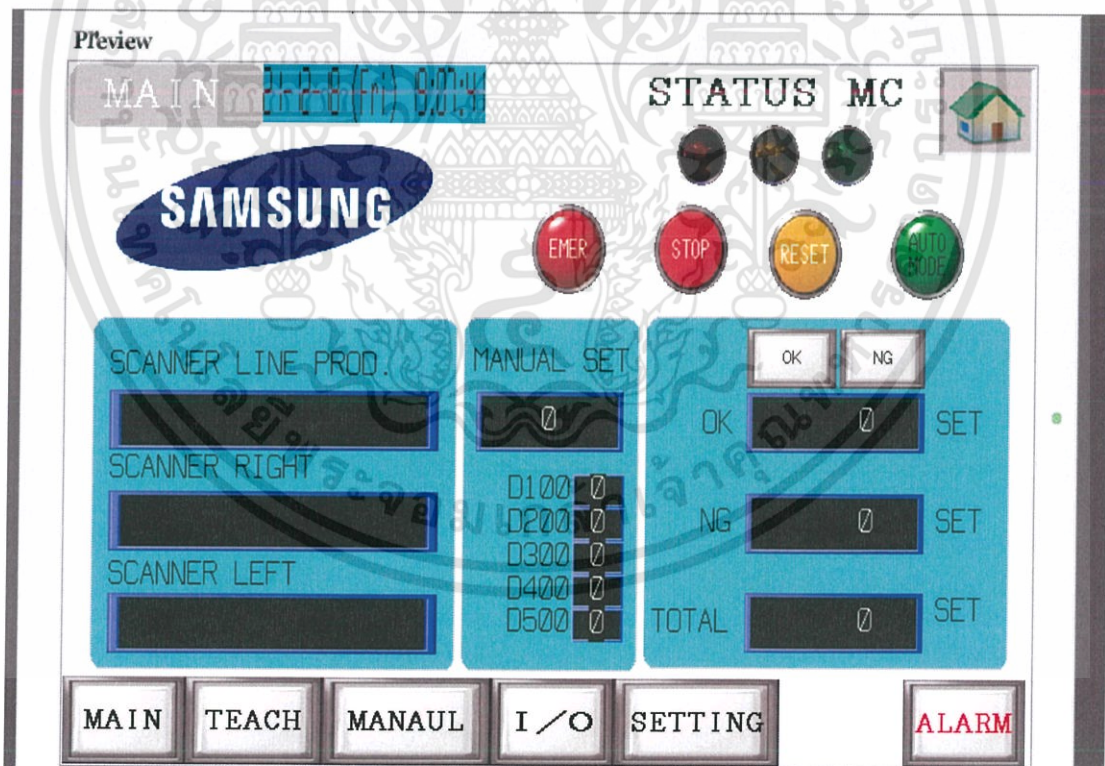 Preview
MAIN
STATUS MC
SAMSUNG
EMER
STOP
RESET
AUTO MODE
SCANNER LINE PROD.
SCANNER RIGHT
SCANNER LEFT
MANUAL SET
0
D100 0
D200 0
D300 0
D400 0
D500 0
OK NG
OK 0 SET
NG 0 SET
TOTAL 0 SET
MAIN TEACH MANAUL I/O SETTING ALARM